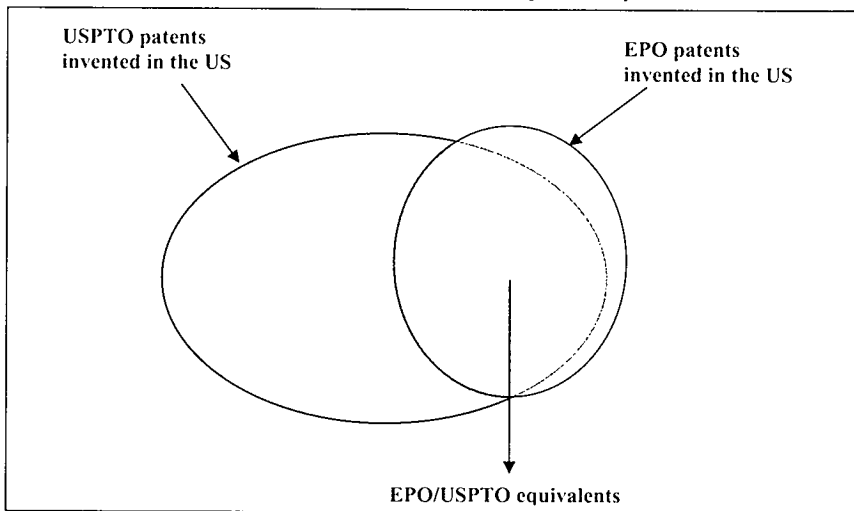 USPTO patents
invented in the US
EPO patents
invented in the US
EPO/USPTO equivalents